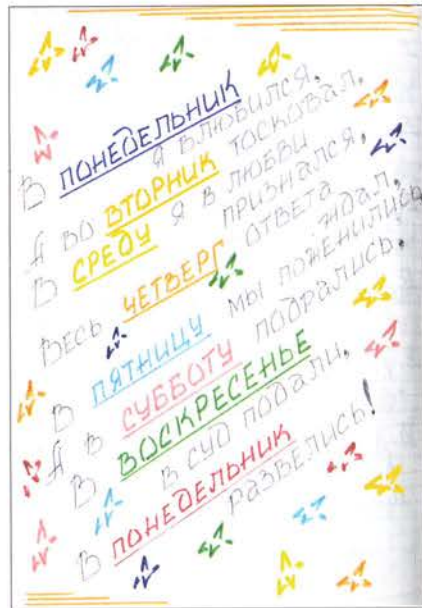 В ПОНЕДЕЛЬНИК
я влюбился,
А во ВТОРНИК тосковал,
В СРЕДУ я в любви
признался,
Весь ЧЕТВЕРГ ответа
ждал,
В ПЯТНИЦУ мы поженились,
А в СУББОТУ подрались.
В ВОСКРЕСЕНЬЕ
в суд подали,
В ПОНЕДЕЛЬНИК
развелись!